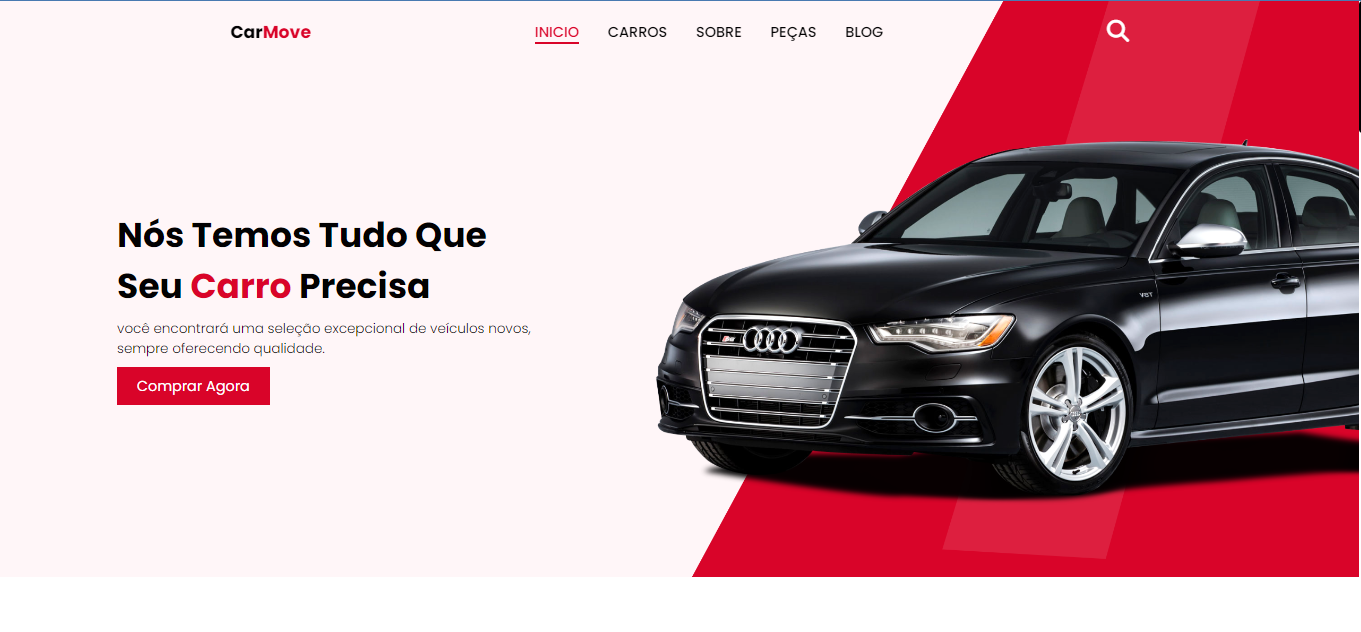 CarMove
INICIO CARROS SOBRE PEÇAS BLOG
Nós Temos Tudo Que
Seu Carro Precisa
você encontrará uma seleção excepcional de veículos novos,
sempre oferecendo qualidade.
Comprar Agora